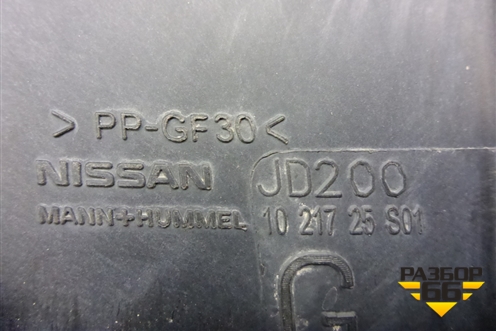 > PP-GF30 <
NISSAN JD200
MANN+HUMMEL 10 217 25 S01
G
РАЗБОР
66